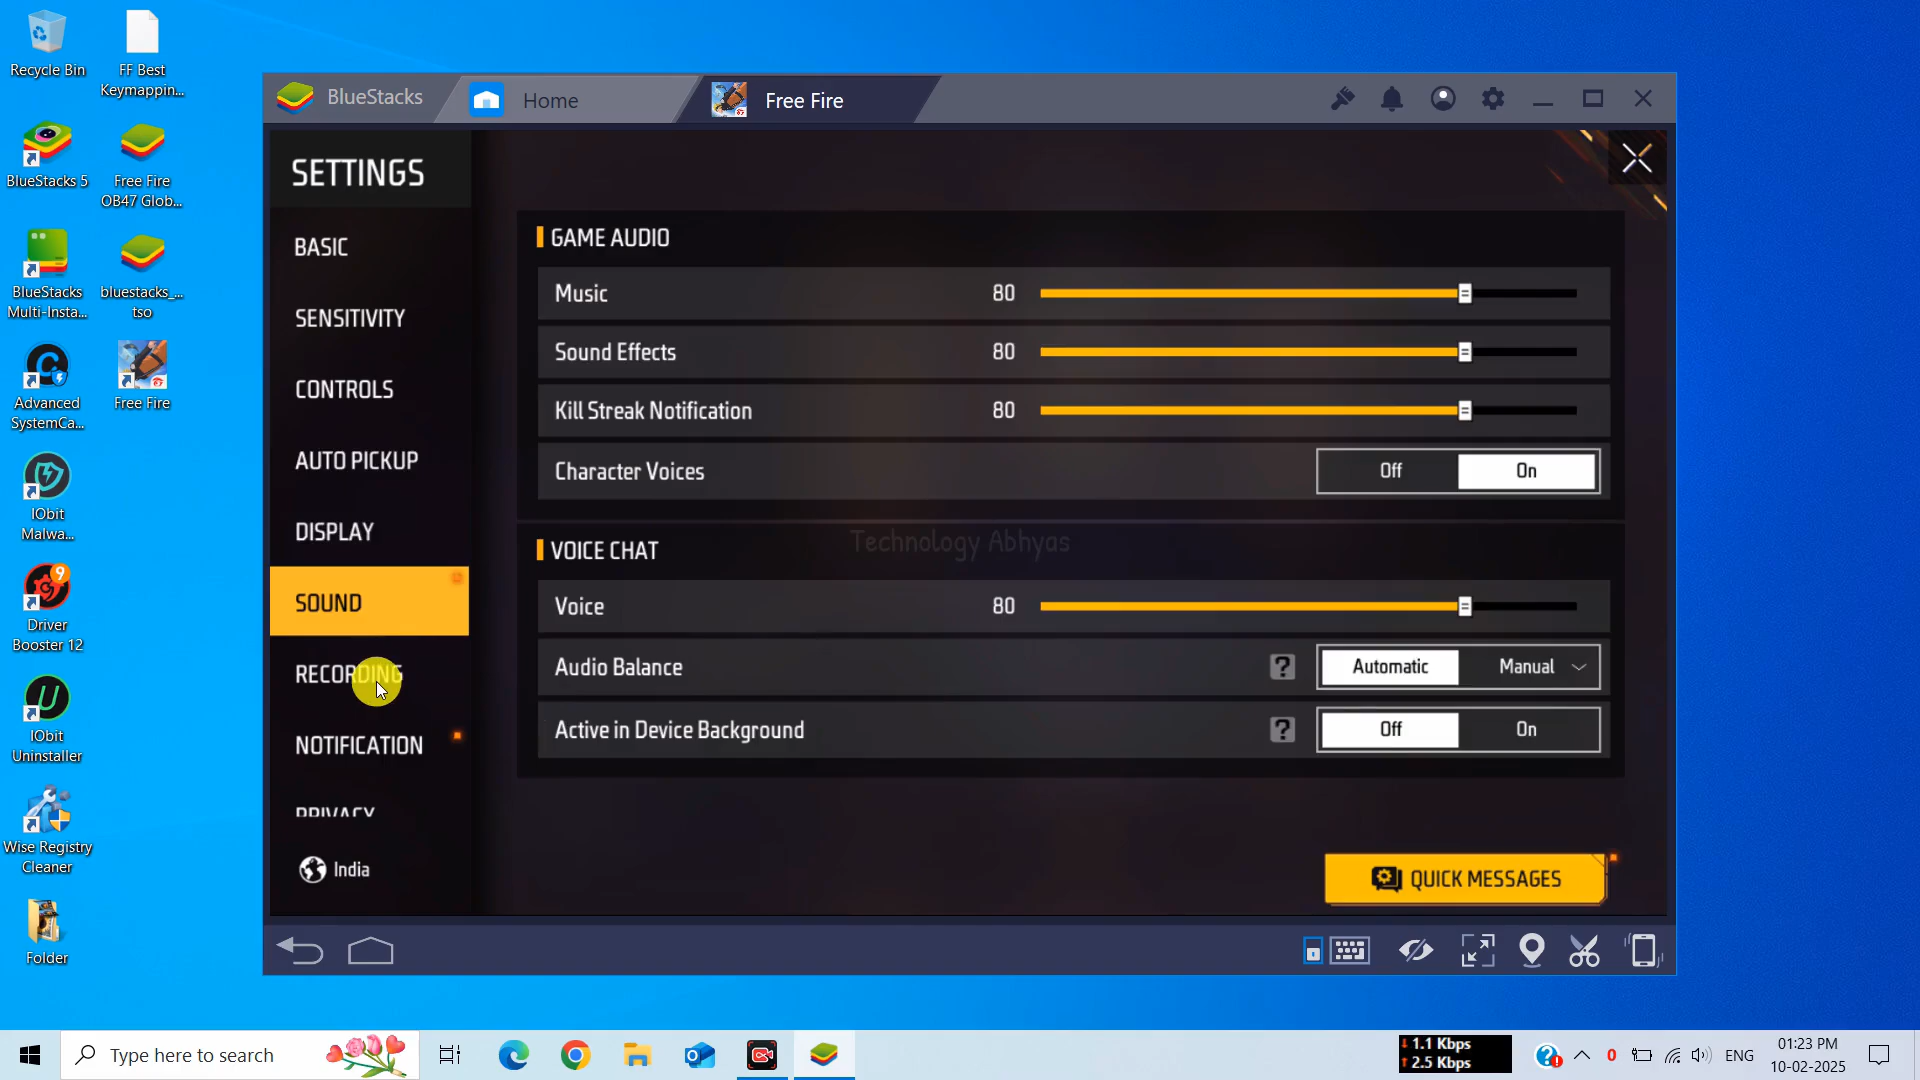 Recycle Bin
FF Best
Keymappin...
BlueStacks 5
Free Fire
OB47 Glob...
BlueStacks
Multi-Insta...
bluestacks_...
tso
Advanced
SystemCa...
Free Fire
IObit
Malwa...
9
Driver
Booster 12
IObit
Uninstaller
Wise Registry
Cleaner
Folder
BlueStacks
Home
Free Fire
SETTINGS
BASIC
SENSITIVITY
CONTROLS
AUTO PICKUP
DISPLAY
SOUND
RECORDING
NOTIFICATION
PRIVACY
India
GAME AUDIO
Music 80
Sound Effects 80
Kill Streak Notification 80
Character Voices Off On
Technology Abhyas
VOICE CHAT
Voice 80
Audio Balance ? Automatic Manual
Active in Device Background ? Off On
QUICK MESSAGES
Type here to search
1.1 Kbps
2.5 Kbps
0
ENG
01:23 PM
10-02-2025